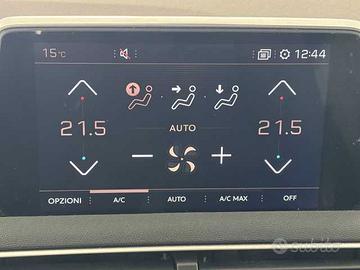 15°C 12:44
21.5 AUTO 21.5
OPZIONI A/C AUTO A/C MAX OFF
subito